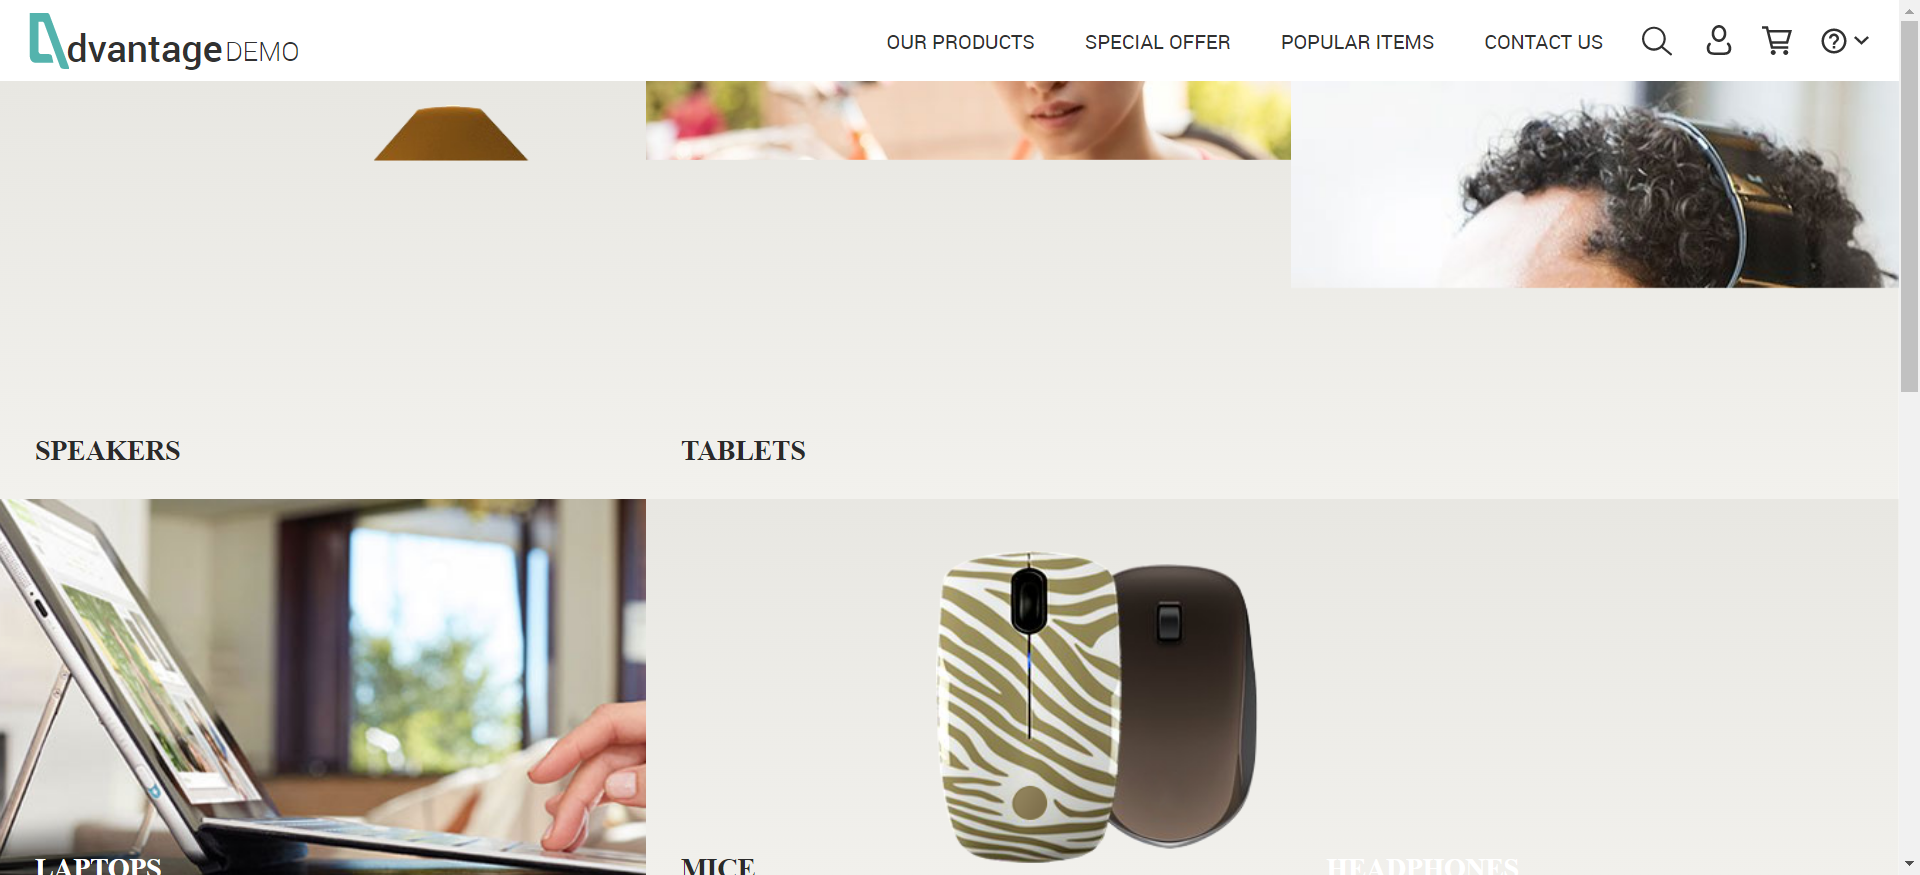 dvantage DEMO
OUR PRODUCTS SPECIAL OFFER POPULAR ITEMS CONTACT US
SPEAKERS TABLETS
LAPTOPS MICE HEADPHONES